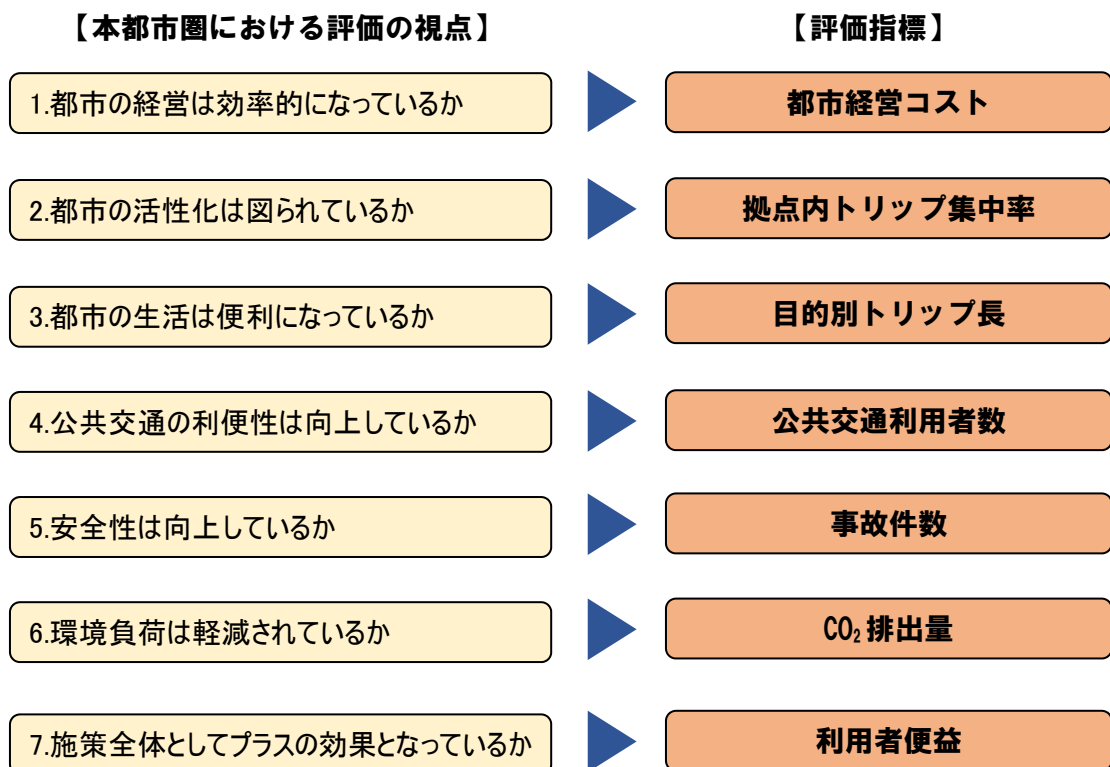 【本都市圏における評価の視点】 【評価指標】
1.都市の経営は効率的になっているか 都市経営コスト
2.都市の活性化は図られているか 拠点内トリップ集中率
3.都市の生活は便利になっているか 目的別トリップ長
4.公共交通の利便性は向上しているか 公共交通利用者数
5.安全性は向上しているか 事故件数
6.環境負荷は軽減されているか CO₂排出量
7.施策全体としてプラスの効果となっているか 利用者便益